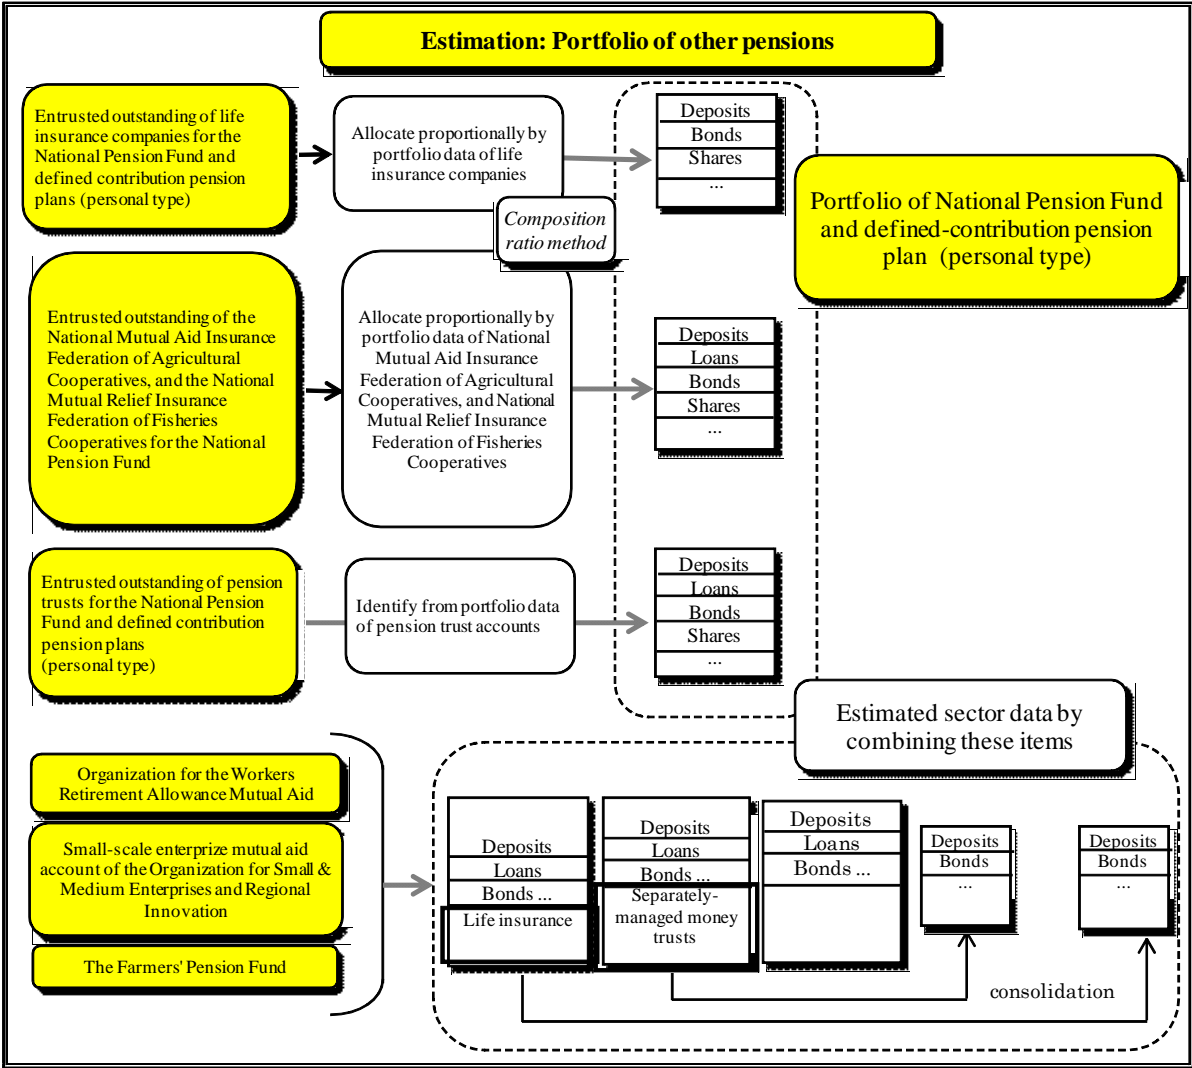 Estimation: Portfolio of other pensions
Entrusted outstanding of life
insurance companies for the
National Pension Fund and
defined contribution pension
plans (personal type)
Allocate proportionally by
portfolio data of life
insurance companies
Composition
ratio method
Deposits
Bonds
Shares
...
Portfolio of National Pension Fund
and defined-contribution pension
plan (personal type)
Entrusted outstanding of the
National Mutual Aid Insurance
Federation of Agricultural
Cooperatives, and the National
Mutual Relief Insurance
Federation of Fisheries
Cooperatives for the National
Pension Fund
Allocate proportionally by
portfolio data of National
Mutual Aid Insurance
Federation of Agricultural
Cooperatives, and National
Mutual Relief Insurance
Federation of Fisheries
Cooperatives
Deposits
Loans
Bonds
Shares
...
Entrusted outstanding of pension
trusts for the National Pension
Fund and defined contribution
pension plans
(personal type)
Identify from portfolio data
of pension trust accounts
Deposits
Loans
Bonds
Shares
...
Estimated sector data by
combining these items
Organization for the Workers
Retirement Allowance Mutual Aid
Small-scale enterprize mutual aid
account of the Organization for Small &
Medium Enterprises and Regional
Innovation
The Farmers' Pension Fund
Deposits
Loans
Bonds ...
Life insurance
Deposits
Loans
Bonds ...
Separately-
managed money
trusts
Deposits
Loans
Bonds ...
Deposits
Bonds
...
Deposits
Bonds
...
consolidation